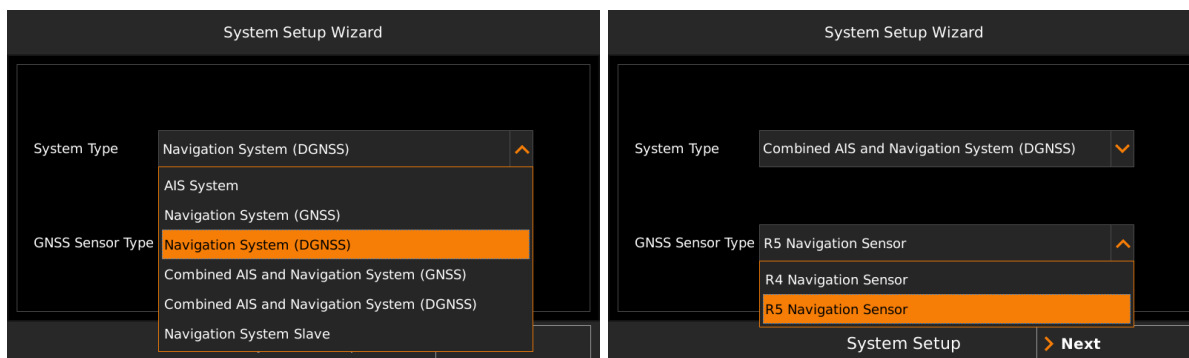 System Setup Wizard
System Type
Navigation System (DGNSS)
AIS System
Navigation System (GNSS)
GNSS Sensor Type
Navigation System (DGNSS)
Combined AIS and Navigation System (GNSS)
Combined AIS and Navigation System (DGNSS)
Navigation System Slave
System Setup Wizard
System Type
Combined AIS and Navigation System (DGNSS)
GNSS Sensor Type
R5 Navigation Sensor
R4 Navigation Sensor
R5 Navigation Sensor
System Setup
> Next